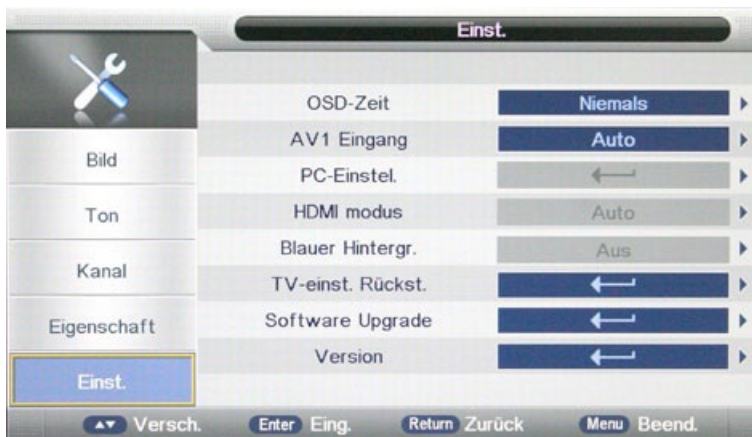 Einst.
OSD-Zeit Niemals
AV1 Eingang Auto
Bild
PC-Einstel.
Ton
HDMI modus Auto
Blauer Hintergr. Aus
Kanal
TV-einst. Rückst.
Eigenschaft
Software Upgrade
Version
Einst.
Versch. Enter Eing. Return Zurück Menu Beend.